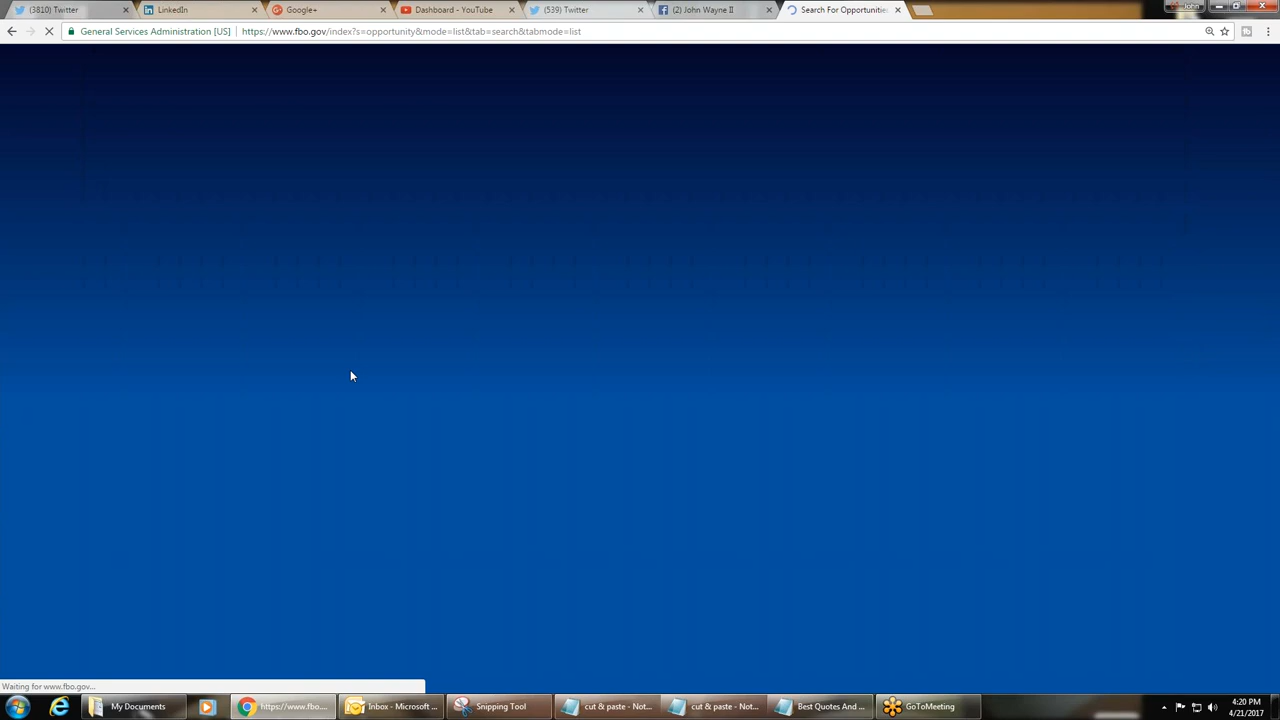 (3810) Twitter
LinkedIn
Google+
Dashboard - YouTube
(539) Twitter
(2) John Wayne II
Search For Opportunitie
John
General Services Administration [US]
https://www.fbo.gov/index?s=opportunity&mode=list&tab=search&tabmode=list
Waiting for www.fbo.gov...
My Documents
https://www.fbo....
Inbox - Microsoft ...
Snipping Tool
cut & paste - Not...
cut & paste - Not...
Best Quotes And ...
GoToMeeting
4:20 PM
4/21/2017